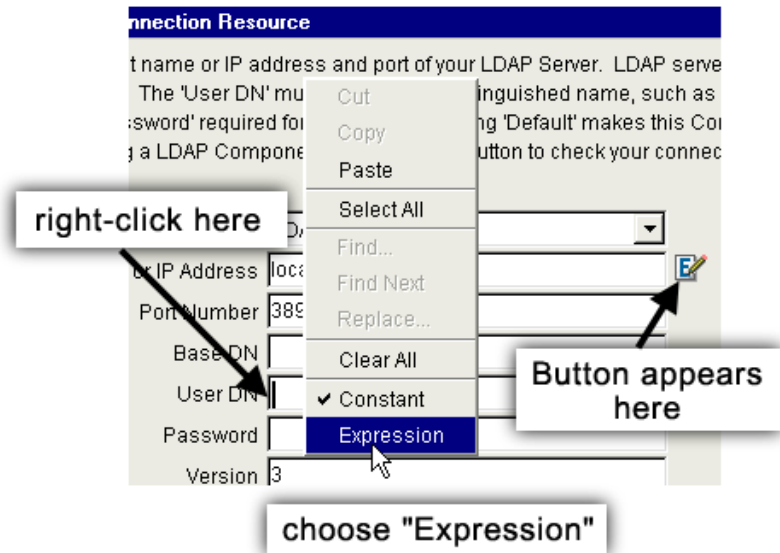 nnection Resource
t name or IP address and port of your LDAP Server. LDAP serve
The 'User DN' mu inguished name, such as
sword' required fo ng 'Default' makes this Co
a LDAP Compone utton to check your connec
Cut
Copy
Paste
Select All
Find...
Find Next
Replace...
Clear All
Constant
Expression
right-click here
or IP Address loca
Port Number 389
Base DN
User DN
Password
Version 3
E
Button appears
here
choose "Expression"